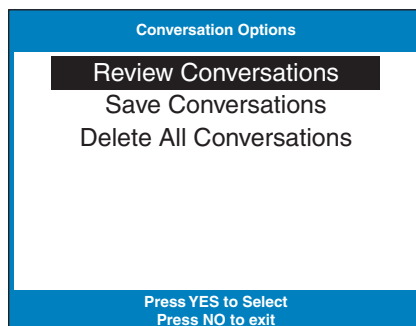 Conversation Options
Review Conversations
Save Conversations
Delete All Conversations
Press YES to Select
Press NO to exit